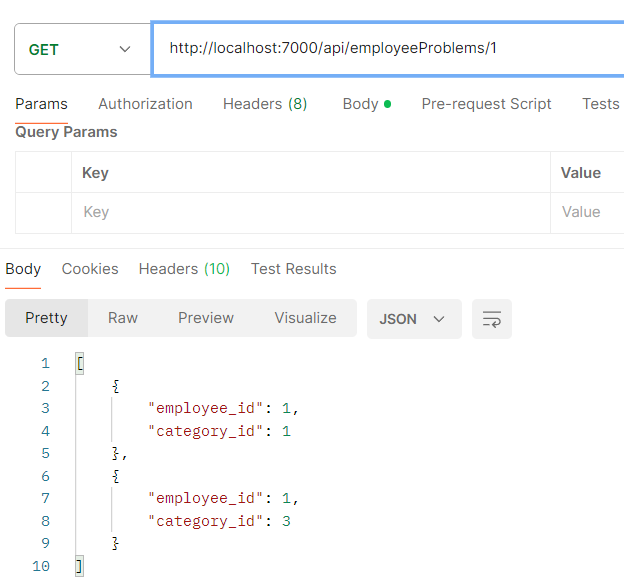 GET http://localhost:7000/api/employeeProblems/1
Params Authorization Headers (8) Body Pre-request Script Tests
Query Params
Key Value
Key Value
Body Cookies Headers (10) Test Results
Pretty Raw Preview Visualize JSON
1 [
2 {
3 "employee_id": 1,
4 "category_id": 1
5 },
6 {
7 "employee_id": 1,
8 "category_id": 3
9 }
10 ]